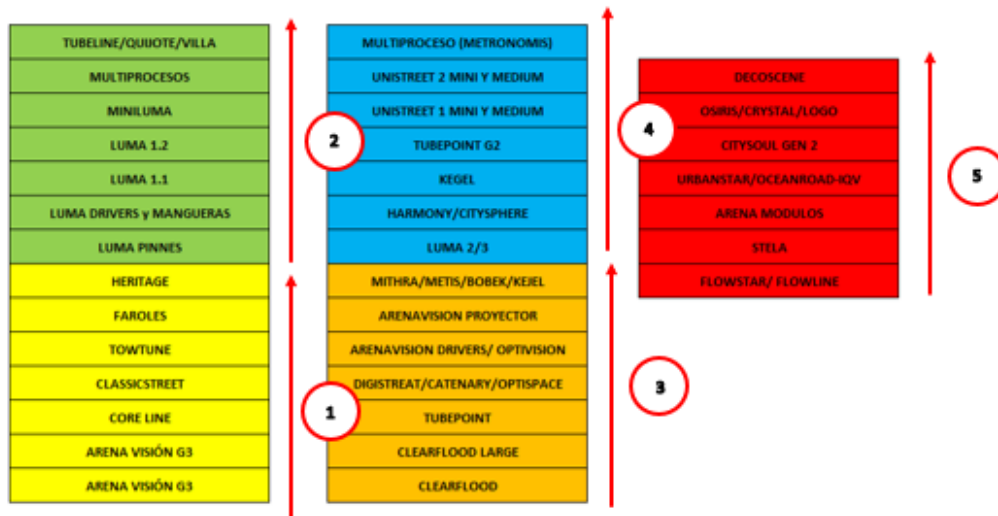 TUBELINE/QUIJOTE/VILLA
MULTIPROCESOS
MINILUMA
LUMA 1.2
LUMA 1.1
LUMA DRIVERS y MANGUERAS
LUMA PINNES
HERITAGE
FAROLES
TOWTUNE
CLASSICSTREET
CORE LINE
ARENA VISIÓN G3
ARENA VISIÓN G3
2
1
MULTIPROCESO (METRONOMIS)
UNISTREET 2 MINI Y MEDIUM
UNISTREET 1 MINI Y MEDIUM
TUBEPOINT G2
KEGEL
HARMONY/CITYSPHERE
LUMA 2/3
MITHRA/METIS/BOBEK/KEJEL
ARENAVISION PROYECTOR
ARENAVISION DRIVERS/ OPTIVISION
DIGISTREAT/CATENARY/OPTISPACE
TUBEPOINT
CLEARFLOOD LARGE
CLEARFLOOD
4
3
DECOSCENE
OSIRIS/CRYSTAL/LOGO
CITYSOUL GEN 2
URBANSTAR/OCEANROAD-IQV
ARENA MODULOS
STELA
FLOWSTAR/ FLOWLINE
5